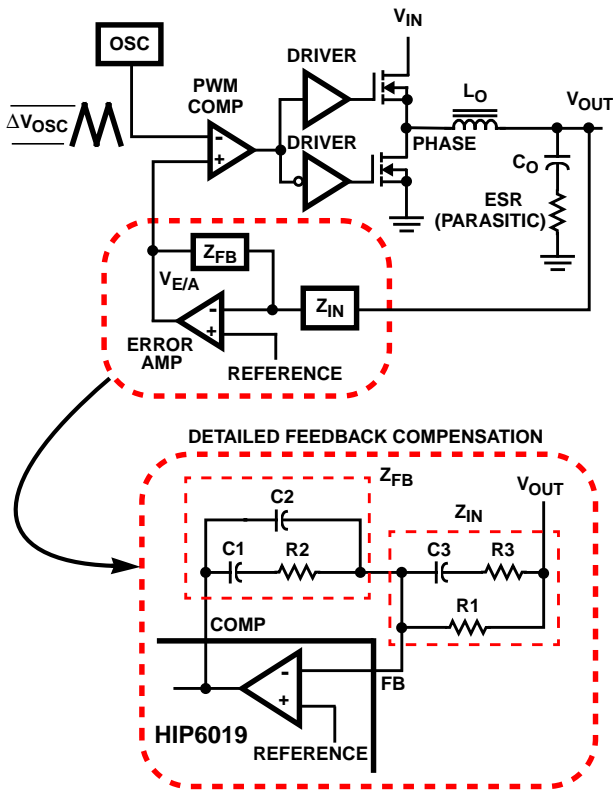 OSC
V_IN
DRIVER
PWM
COMP
L_O
V_OUT
ΔV_OSC
-
+
DRIVER
PHASE
C_O
ESR
(PARASITIC)
Z_FB
V_E/A
Z_IN
-
+
ERROR
AMP
REFERENCE
DETAILED FEEDBACK COMPENSATION
Z_FB
V_OUT
C2
Z_IN
C1
R2
C3
R3
R1
COMP
-
+
FB
HIP6019
REFERENCE